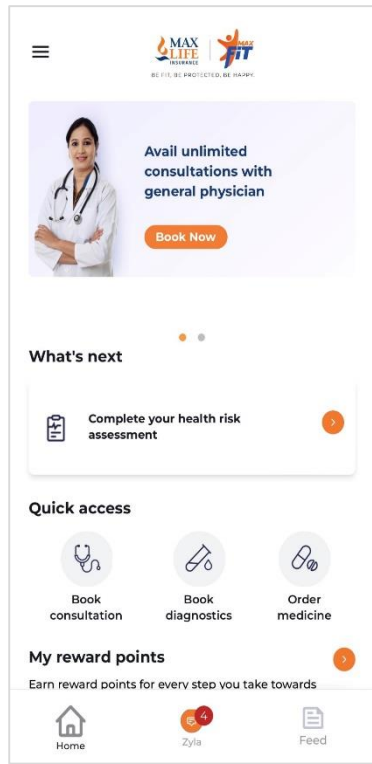 MAX
LIFE
INSURANCE
MAX
FIT
BE FIT, BE PROTECTED, BE HAPPY.
Avail unlimited
consultations with
general physician
Book Now
What's next
Complete your health risk
assessment
Quick access
Book
consultation
Book
diagnostics
Order
medicine
My reward points
Earn reward points for every step you take towards
Home
4
Zyla
Feed